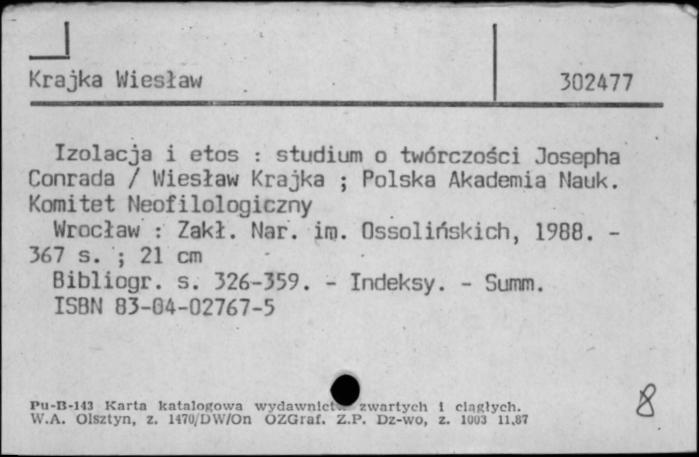 Krajka Wiesław 302477
Izolacja i etos : studium o twórczości Josepha
Conrada / Wiesław Krajka ; Polska Akademia Nauk.
Komitet Neofilologiczny
Wrocław : Zakł. Nar. im. Ossolińskich, 1988. -
367 s. ; 21 cm
Bibliogr. s. 326-359. - Indeksy. - Summ.
ISBN 83-04-02767-5
Pu-B-143 Karta katalogowa wydawnictw zwartych i ciągłych.
W.A. Olsztyn, z. 1470/DW/On OZGraf. Z.P. Dz-wo, z. 1003 11.87
8